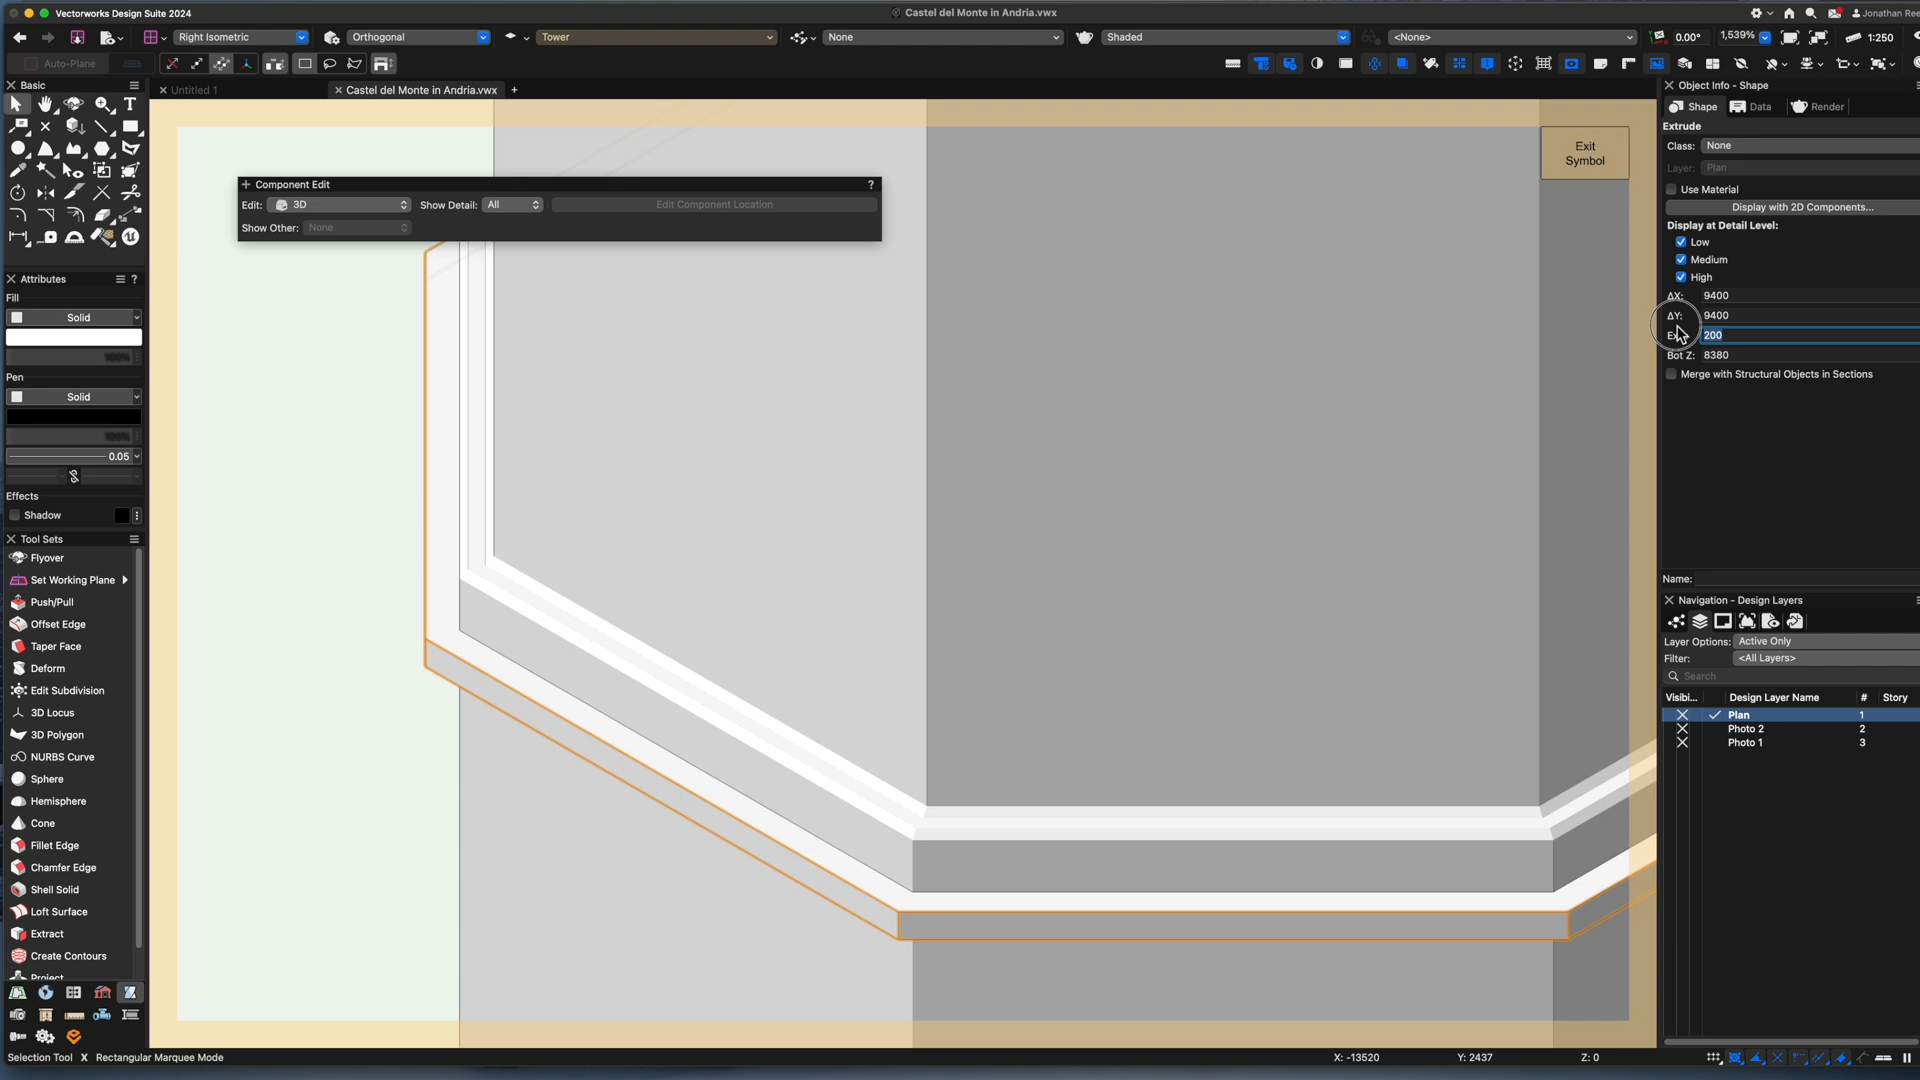 Vectorworks Design Suite 2024
Castel del Monte in Andria.vwx
Right Isometric
Orthogonal
Tower
None
Shaded
<None>
0.00°
1,539%
1:250
Auto-Plane
Basic
Untitled 1
Castel del Monte in Andria.vwx
Object Info - Shape
Shape
Data
Render
Extrude
Class: None
Layer: Plan
Use Material
Display with 2D Components...
Display at Detail Level:
Low
Medium
High
ΔX: 9400
ΔY: 9400
200
Bot Z: 8380
Merge with Structural Objects in Sections
Exit
Symbol
Component Edit
?
Edit: 3D
Show Detail: All
Edit Component Location
Show Other: None
Attributes
?
Fill
Solid
100%
Pen
Solid
100%
0.05
Effects
Shadow
Tool Sets
Flyover
Set Working Plane
Push/Pull
Offset Edge
Taper Face
Deform
Edit Subdivision
3D Locus
3D Polygon
NURBS Curve
Sphere
Hemisphere
Cone
Fillet Edge
Chamfer Edge
Shell Solid
Loft Surface
Extract
Create Contours
Project
Name:
Navigation - Design Layers
Layer Options: Active Only
Filter: <All Layers>
Search
Visibi... Design Layer Name # Story
Plan 1
Photo 2 2
Photo 1 3
Selection Tool X Rectangular Marquee Mode
X: -13520
Y: 2437
Z: 0